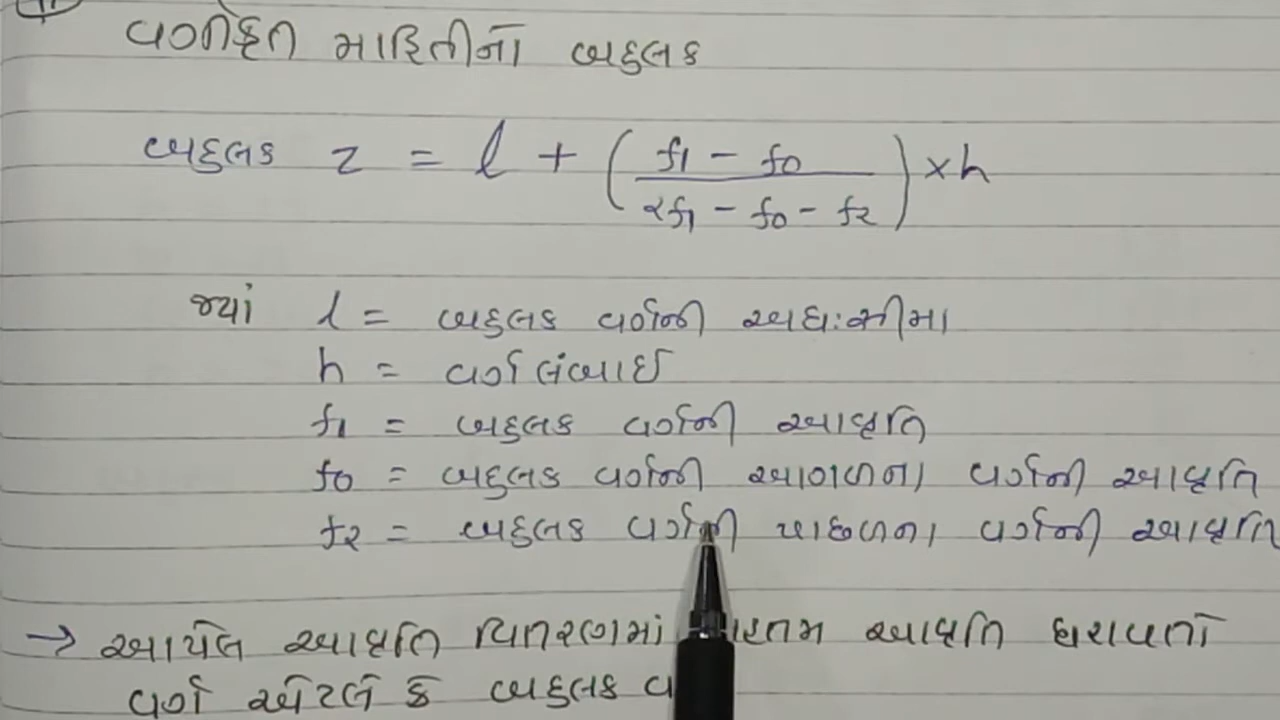 વર્ગીકૃત માહિતીનો બહુલક
બહુલક z = l + ( f1 - f0 / 2f1 - f0 - f2 ) × h
જ્યાં l = બહુલક વર્ગની અધ:સીમા
h = વર્ગલંબાઈ
f1 = બહુલક વર્ગની આવૃતિ
f0 = બહુલક વર્ગની આગળના વર્ગની આવૃતિ
f2 = બહુલક વર્ગની પાછળના વર્ગની આવૃતિ
→ આપેલ આવૃતિ વિતરણમાં આવૃતિ ધરાવતો
વર્ગ એટલે કે બહુલક